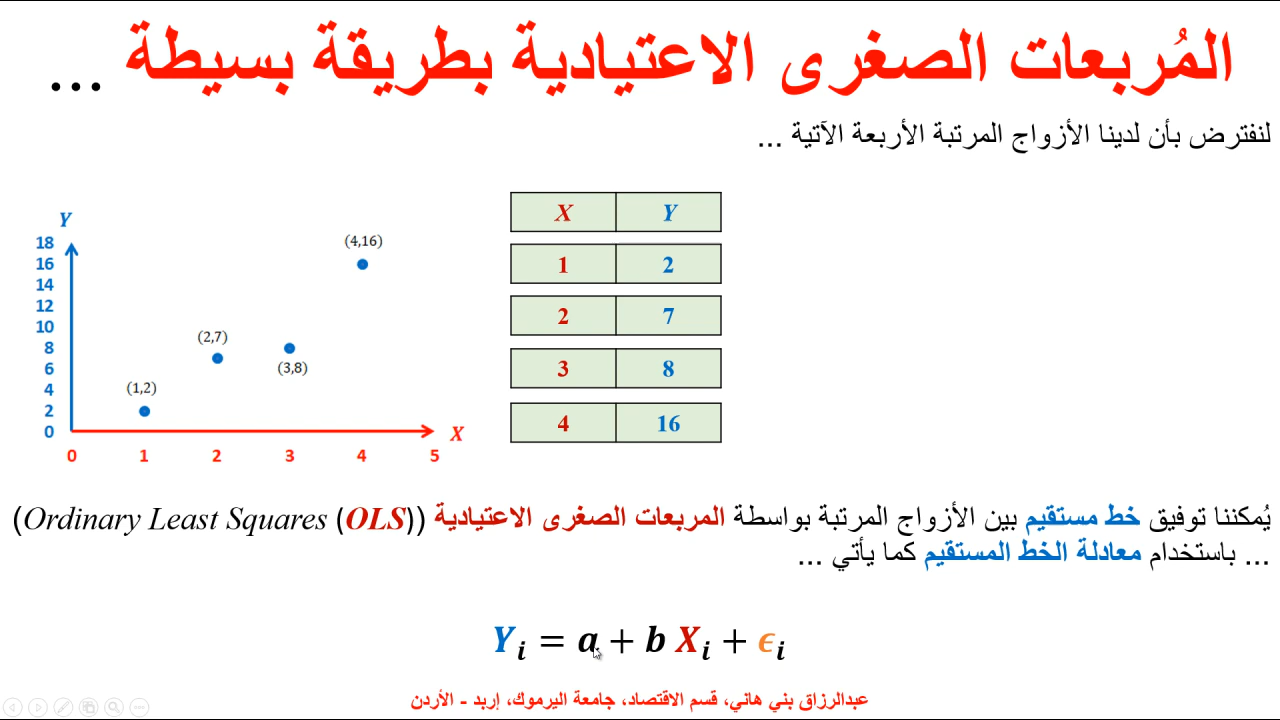 المُربعات الصغرى الاعتيادية بطريقة بسيطة ...
لنفترض بأن لدينا الأزواج المرتبة الأربعة الآتية ...
Y
18
16
14
12
10
8
6
4
2
0
(4,16)
(2,7)
(3,8)
(1,2)
X
0 1 2 3 4 5
X Y
1 2
2 7
3 8
4 16
يُمكننا توفيق خط مستقيم بين الأزواج المرتبة بواسطة المربعات الصغرى الاعتيادية (Ordinary Least Squares (OLS))
... باستخدام معادلة الخط المستقيم كما يأتي ...
Yᵢ = a + b Xᵢ + ϵᵢ
عبدالرزاق بني هاني، قسم الاقتصاد، جامعة اليرموك، إربد - الأردن